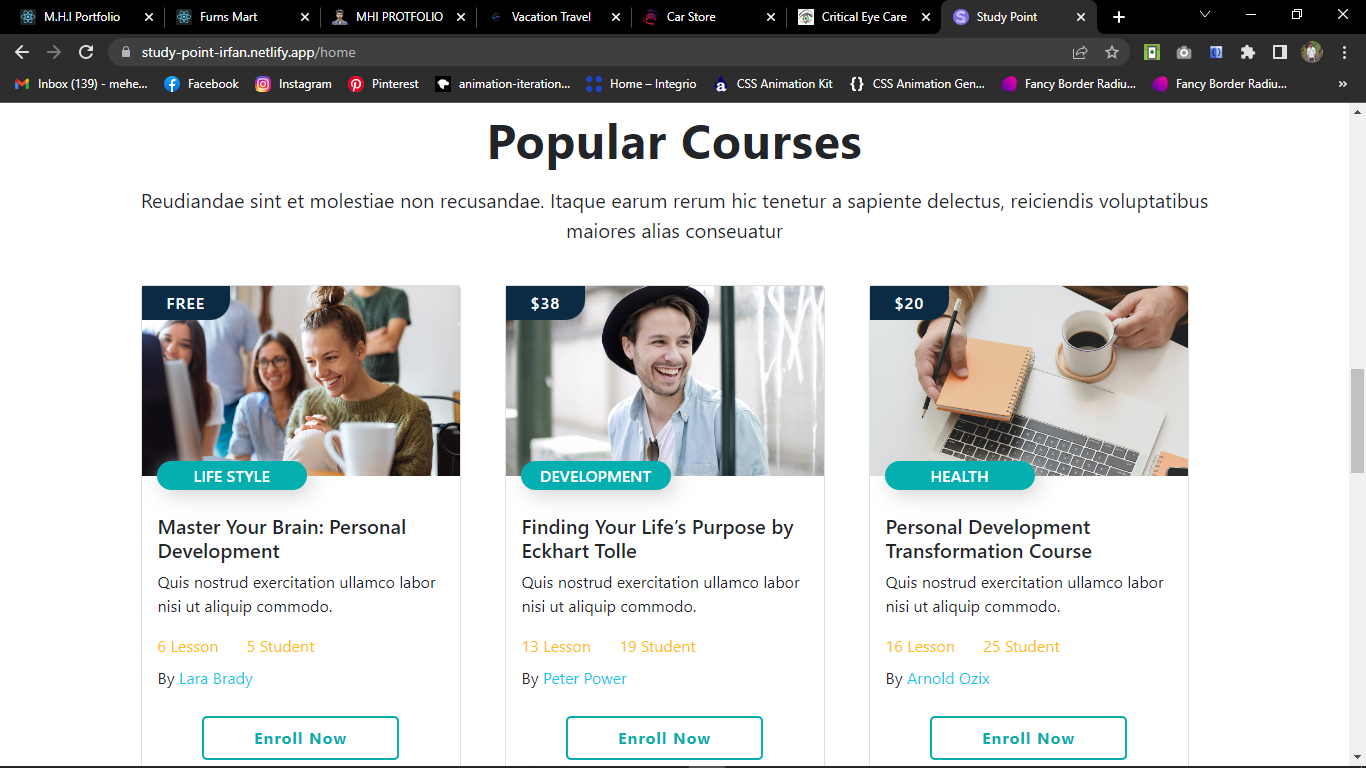 M.H.I Portfolio
Furns Mart
MHI PROTFOLIO
Vacation Travel
Car Store
Critical Eye Care
Study Point
study-point-irfan.netlify.app/home
Inbox (139) - mehe...
Facebook
Instagram
Pinterest
animation-iteration...
Home – Integrio
CSS Animation Kit
CSS Animation Gen...
Fancy Border Radiu...
Fancy Border Radiu...
Popular Courses
Reudiandae sint et molestiae non recusandae. Itaque earum rerum hic tenetur a sapiente delectus, reiciendis voluptatibus
maiores alias conseuatur
FREE
LIFE STYLE
Master Your Brain: Personal
Development
Quis nostrud exercitation ullamco labor
nisi ut aliquip commodo.
6 Lesson 5 Student
By Lara Brady
Enroll Now
$38
DEVELOPMENT
Finding Your Life’s Purpose by
Eckhart Tolle
Quis nostrud exercitation ullamco labor
nisi ut aliquip commodo.
13 Lesson 19 Student
By Peter Power
Enroll Now
$20
HEALTH
Personal Development
Transformation Course
Quis nostrud exercitation ullamco labor
nisi ut aliquip commodo.
16 Lesson 25 Student
By Arnold Ozix
Enroll Now